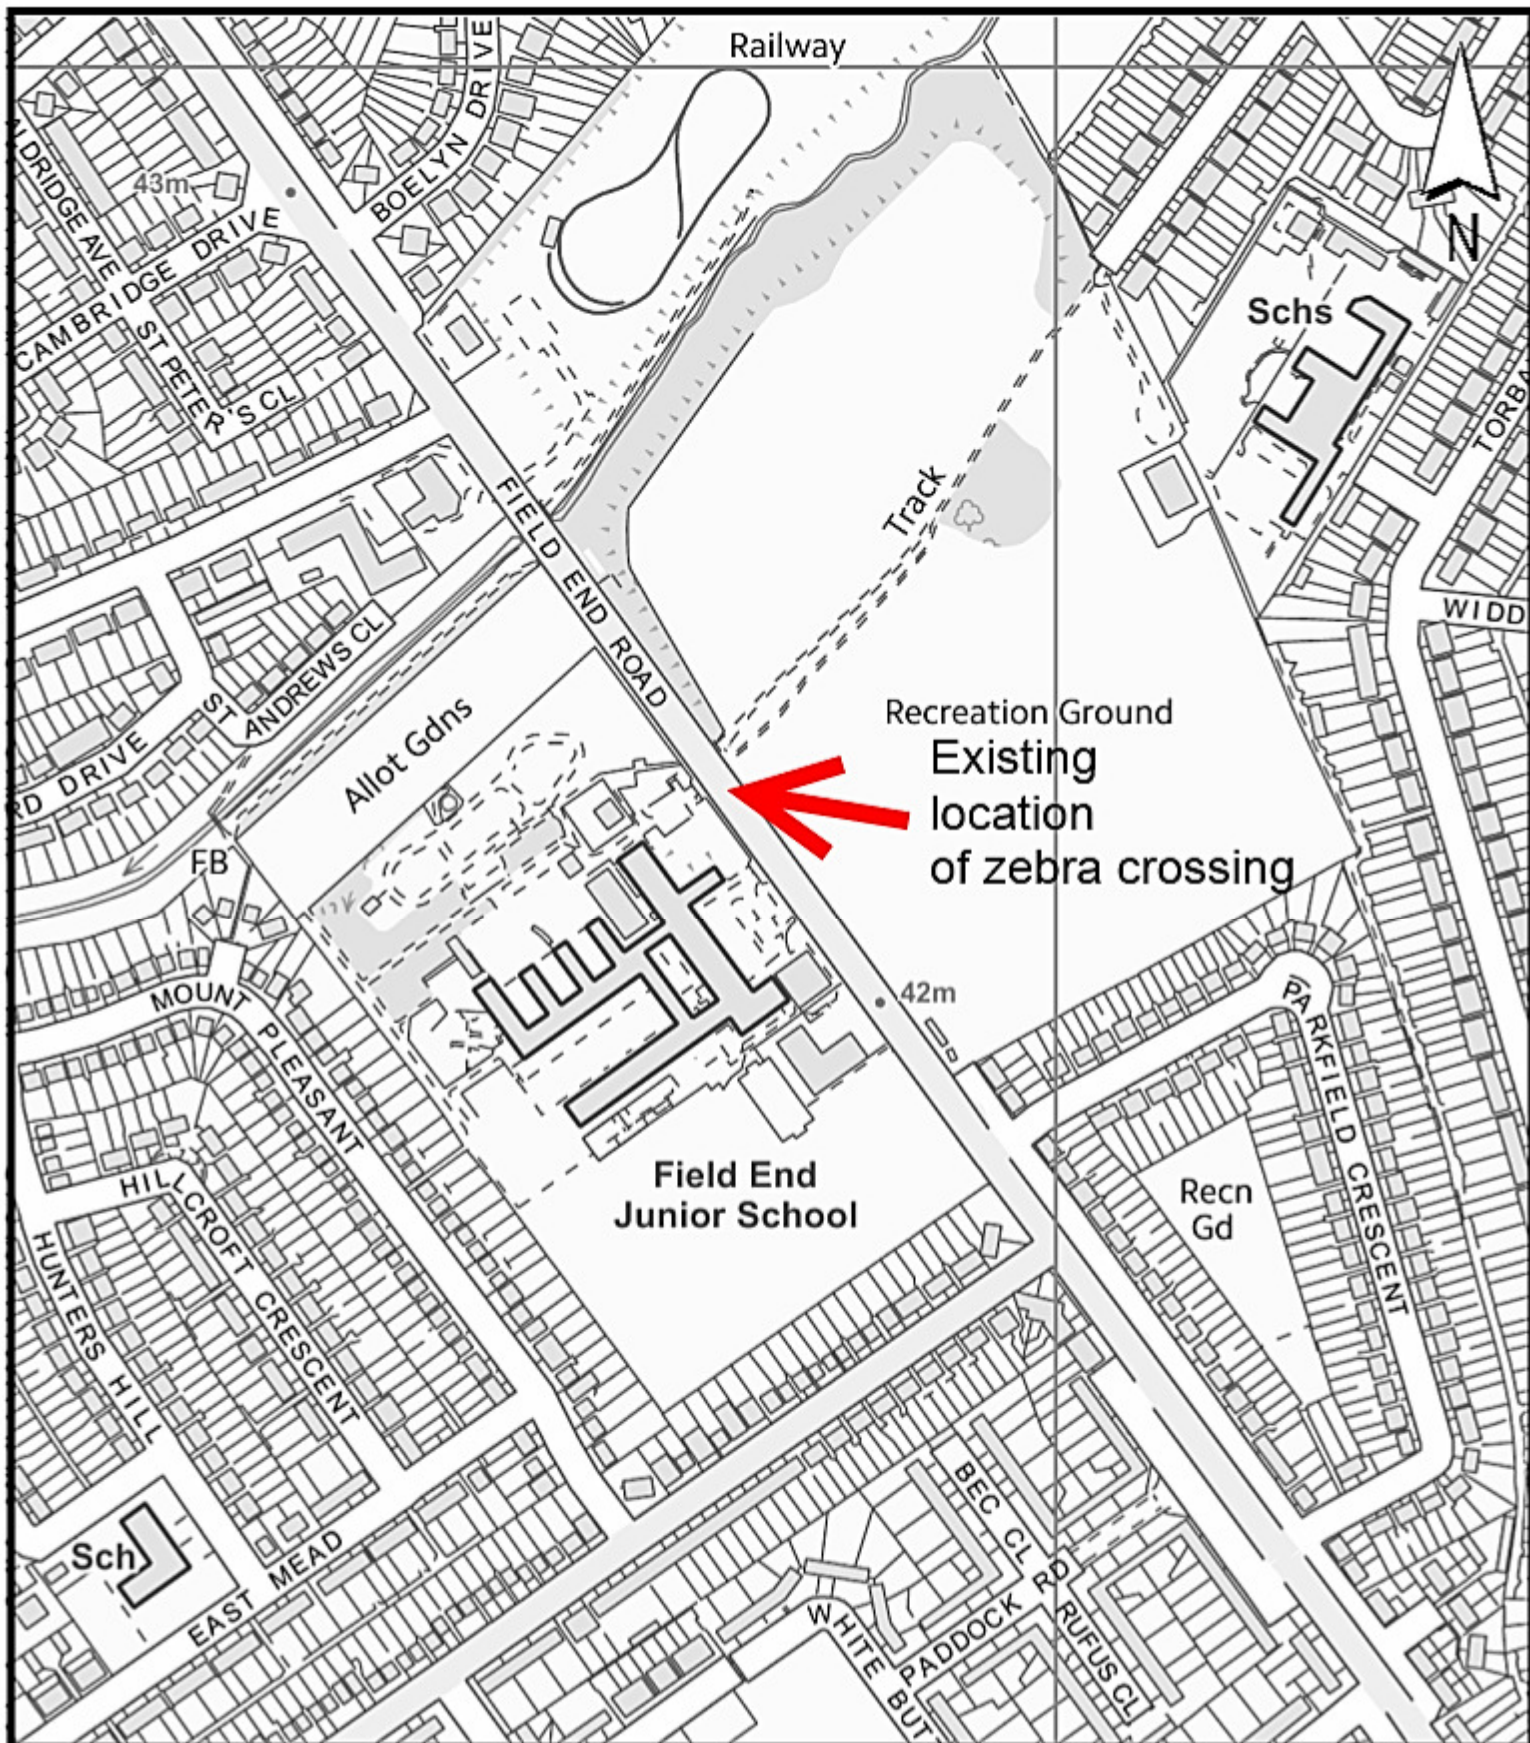 Railway
BOELYN DRIVE
43m
ALDRIDGE AVE
CAMBRIDGE DRIVE
ST PETER'S CL
N
Schs
FIELD END ROAD
Track
WIDD
ST ANDREWS CL
Allot Gdns
Recreation Ground
Existing
location
of zebra crossing
RD DRIVE
FB
42m
MOUNT PLEASANT
PARKFIELD CRESCENT
Field End
Junior School
Recn
Gd
HILLCROFT CRESCENT
HUNTERS HILL
Sch
EAST MEAD
BEC CL
PADDOCK RD
RUFUS CL
WHITE BUT
TORBA